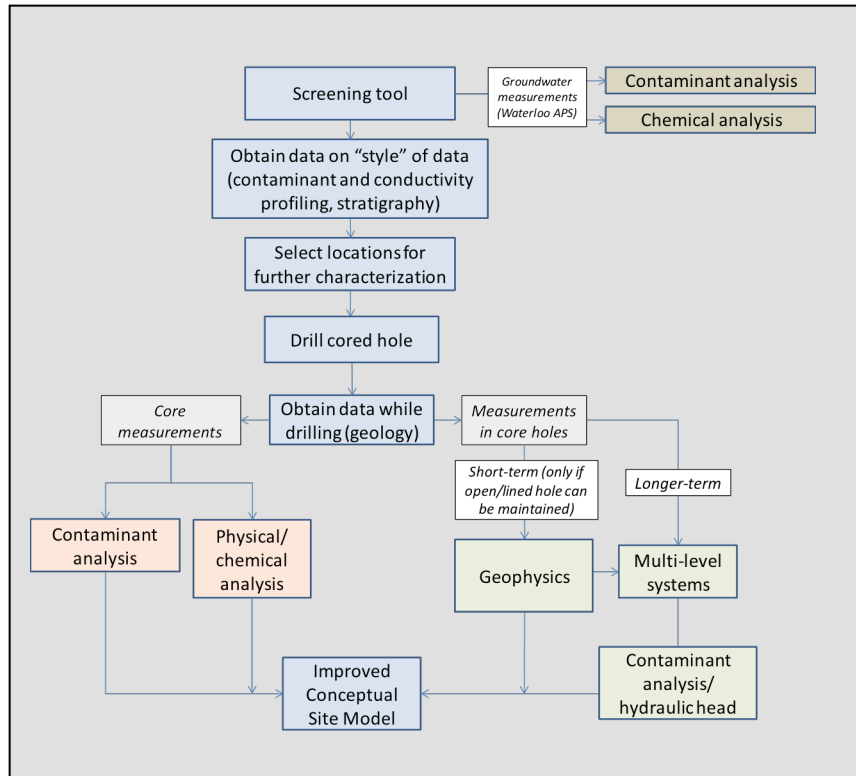 Screening tool
Groundwater
measurements
(Waterloo APS)
Contaminant analysis
Chemical analysis
Obtain data on “style” of data
(contaminant and conductivity
profiling, stratigraphy)
Select locations for
further characterization
Drill cored hole
Core
measurements
Obtain data while
drilling (geology)
Measurements
in core holes
Short-term (only if
open/lined hole can
be maintained)
Longer-term
Contaminant
analysis
Physical/
chemical
analysis
Geophysics
Multi-level
systems
Improved
Conceptual
Site Model
Contaminant
analysis/
hydraulic head